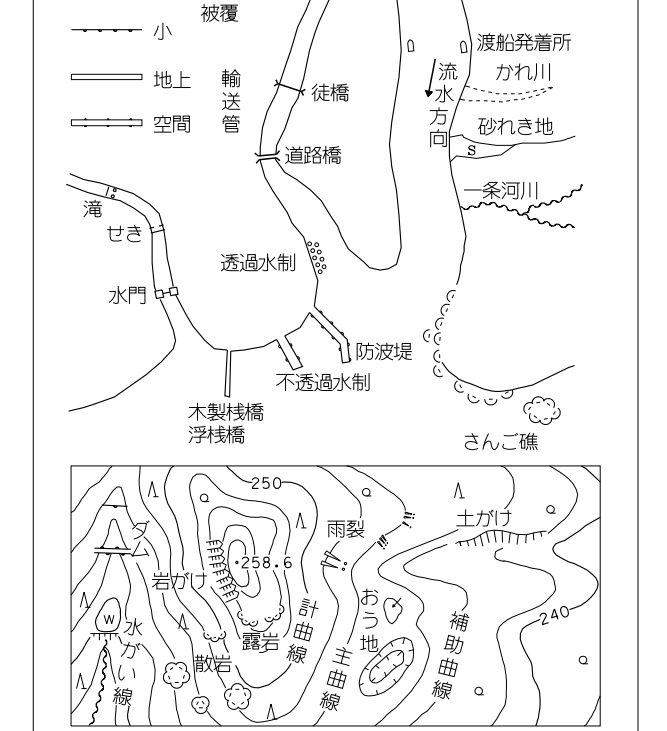 被覆
小
地上
空間
輸送管
徒橋
道路橋
渡船発着所
流水方向
かれ川
砂れき地
S
一条河川
滝
せき
水門
透過水制
防波堤
不透過水制
木製桟橋
浮桟橋
さんご礁
250
雨裂
土がけ
ダム
岩がけ
258.6
計曲線
おう地
補助曲線
240
W
水がい線
露岩
散岩
主曲線